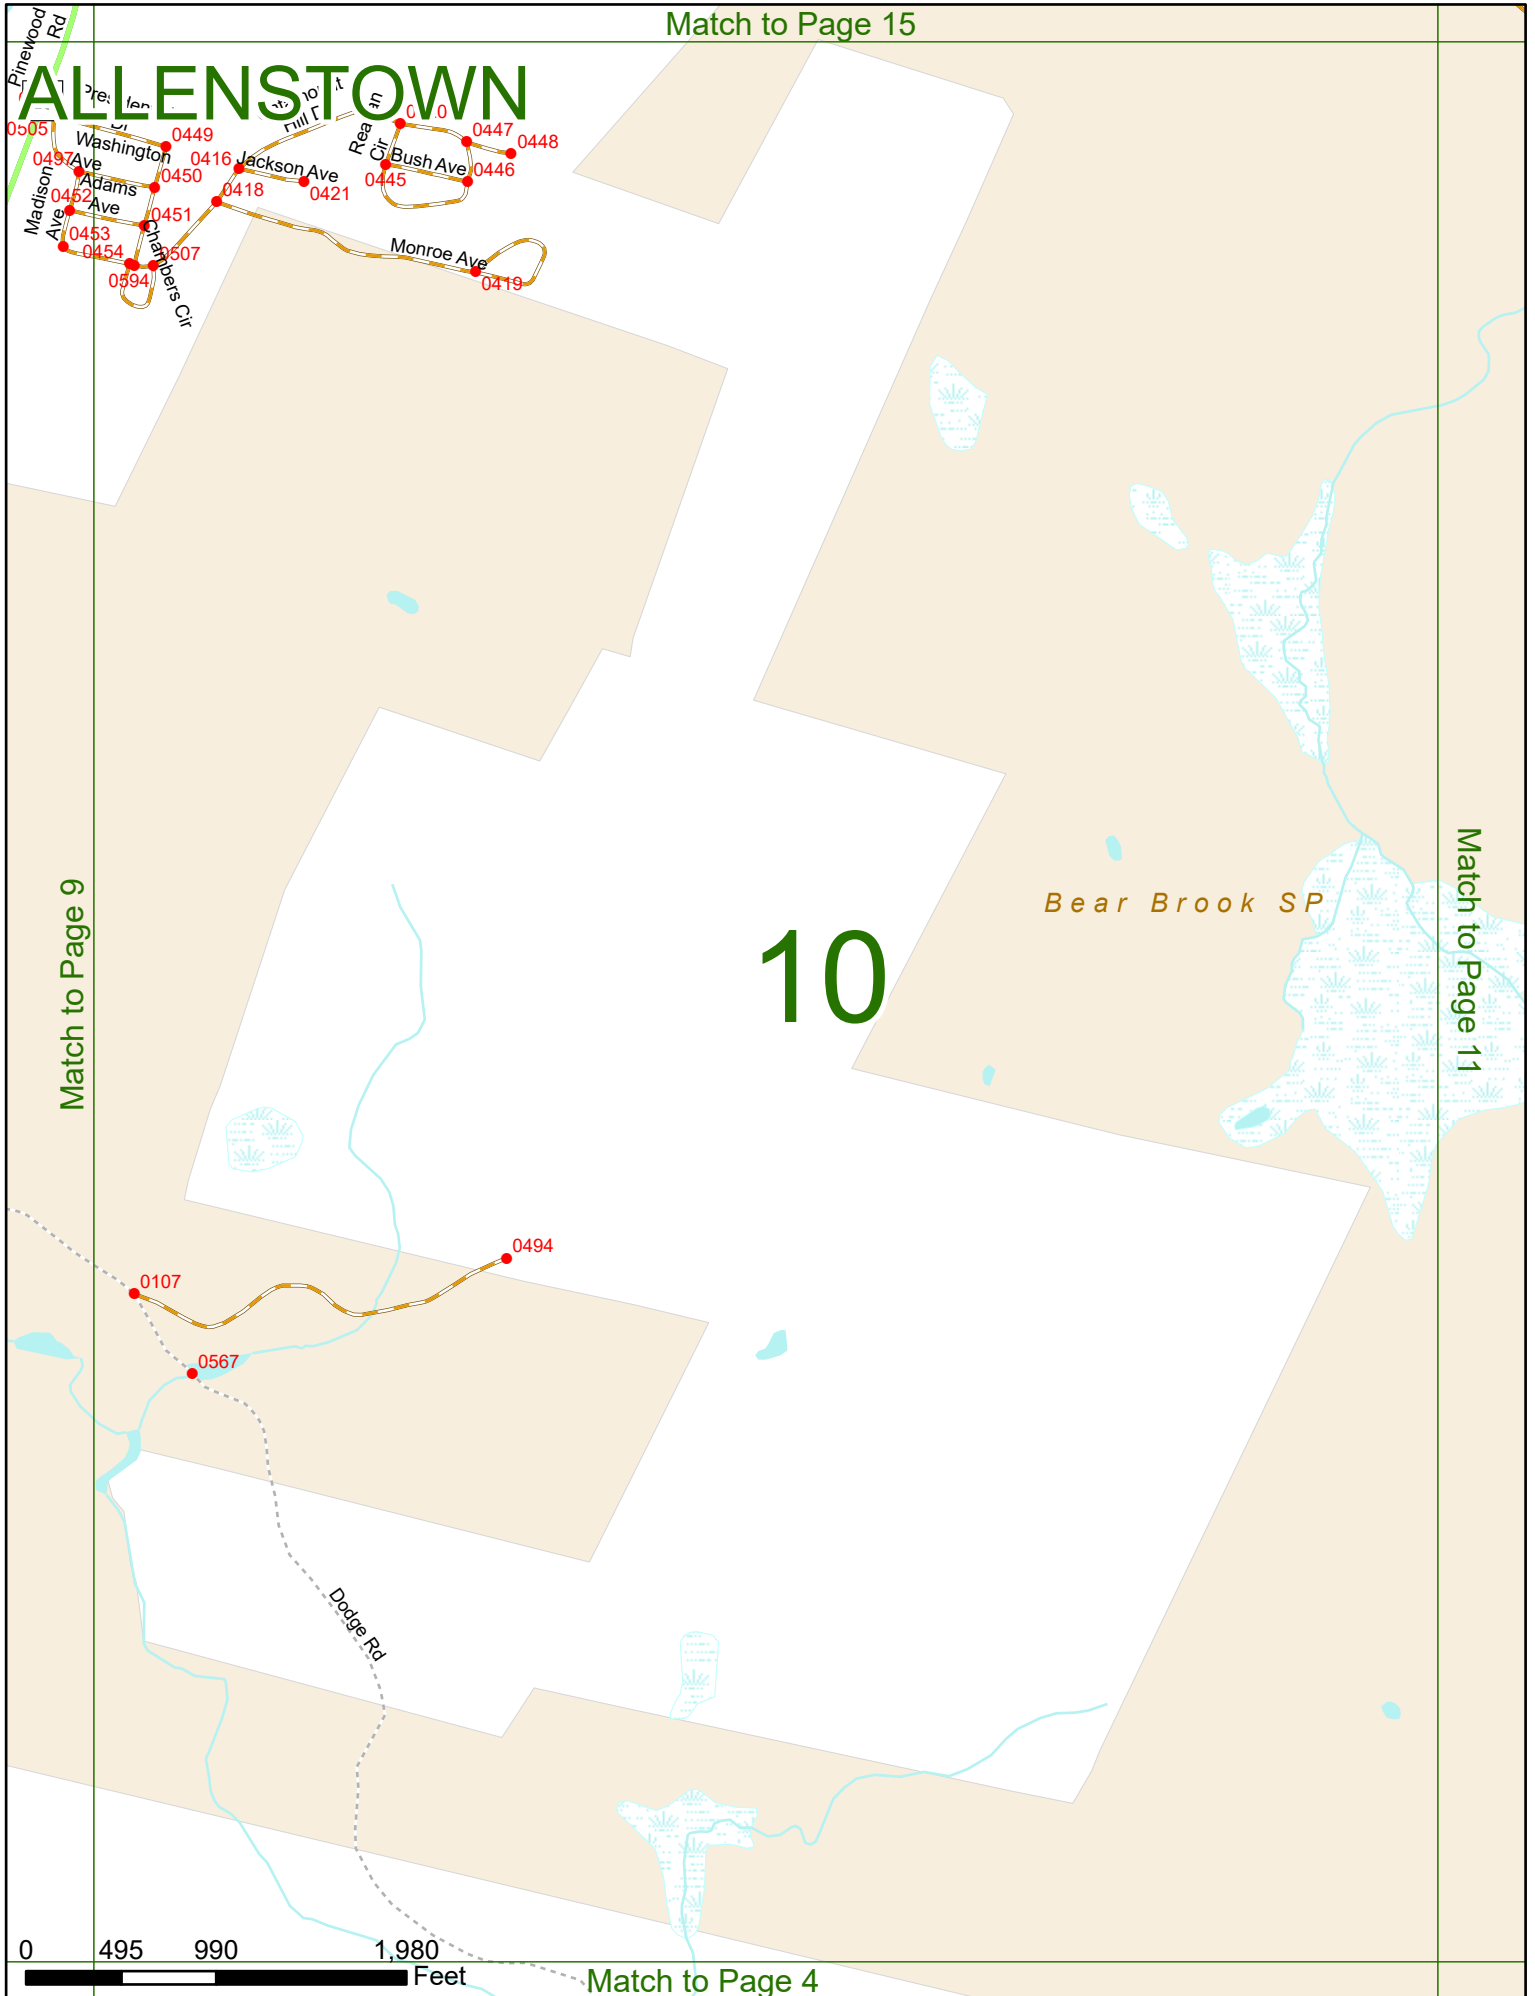 Match to Page 15
Pinewood
Rd
ALLENSTOWN
0505
0449
0447
0448
Washington
Ave
0497
0416
Jackson Ave
Bush Ave
Cir
0445
0446
0450
0421
Adams
Ave
0452
0418
Madison
Ave
0451
0453
0454
0507
0594
Chambers Cir
Monroe Ave
0419
Match to Page 9
10
Bear Brook SP
Match to Page 11
0494
0107
0567
Dodge Rd
0 495 990 1,980
Feet
Match to Page 4